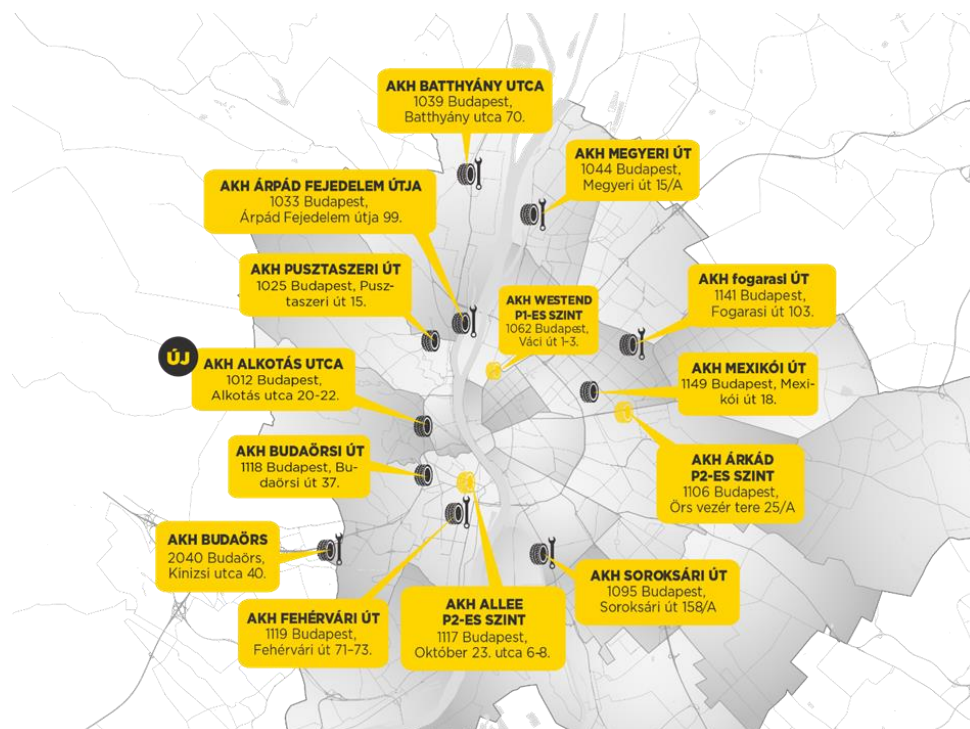 AKH BATTHYÁNY UTCA
1039 Budapest,
Batthyány utca 70.
AKH MEGYERI ÚT
1044 Budapest,
Megyeri út 15/A
AKH ÁRPÁD FEJEDELEM ÚTJA
1033 Budapest,
Árpád Fejedelem útja 99.
AKH PUSZTASZERI ÚT
1025 Budapest, Pusz-
taszeri út 15.
AKH WESTEND
P1-ES SZINT
1062 Budapest,
Váci út 1-3.
AKH fogarasi ÚT
1141 Budapest,
Fogarasi út 103.
ÚJ
AKH ALKOTÁS UTCA
1012 Budapest,
Alkotás utca 20-22.
AKH MEXIKÓI ÚT
1149 Budapest, Mexi-
kói út 18.
AKH BUDAÖRSI ÚT
1118 Budapest, Bu-
daörsi út 37.
AKH ÁRKÁD
P2-ES SZINT
1106 Budapest,
Örs vezér tere 25/A
AKH BUDAÖRS
2040 Budaörs,
Kinizsi utca 40.
AKH SOROKSÁRI ÚT
1095 Budapest,
Soroksári út 158/A
AKH FEHÉRVÁRI ÚT
1119 Budapest,
Fehérvári út 71-73.
AKH ALLEE
P2-ES SZINT
1117 Budapest,
Október 23. utca 6-8.